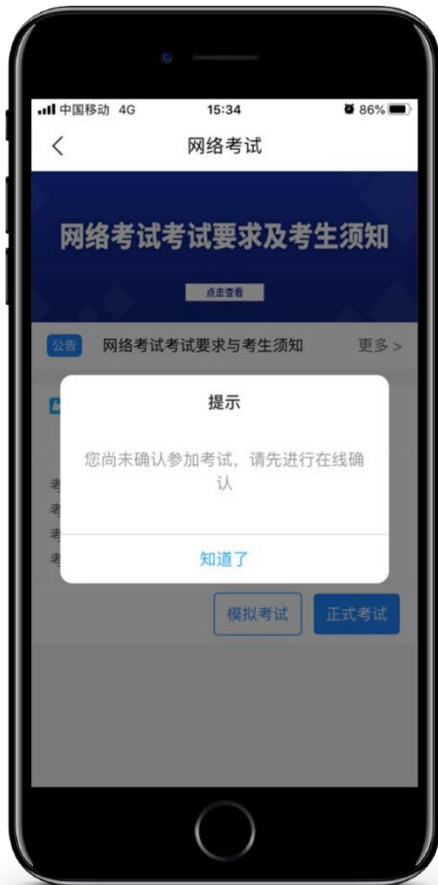 中国移动 4G 15:34 86%
网络考试
网络考试考试要求及考生须知
点击查看
公告 网络考试考试要求与考生须知 更多 >
提示
您尚未确认参加考试，请先进行在线确
认
考
考
考
考
知道了
模拟考试 正式考试